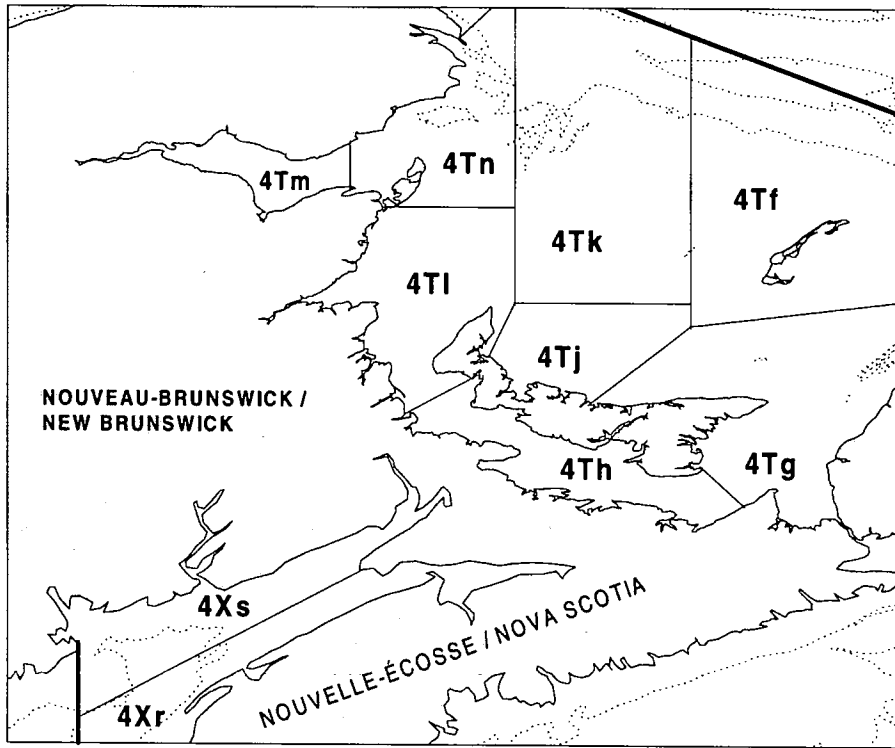 4Tm
4Tn
4Tf
4Tk
4Tl
4Tj
NOUVEAU-BRUNSWICK /
NEW BRUNSWICK
4Th
4Tg
4Xs
NOUVELLE-ÉCOSSE / NOVA SCOTIA
4Xr